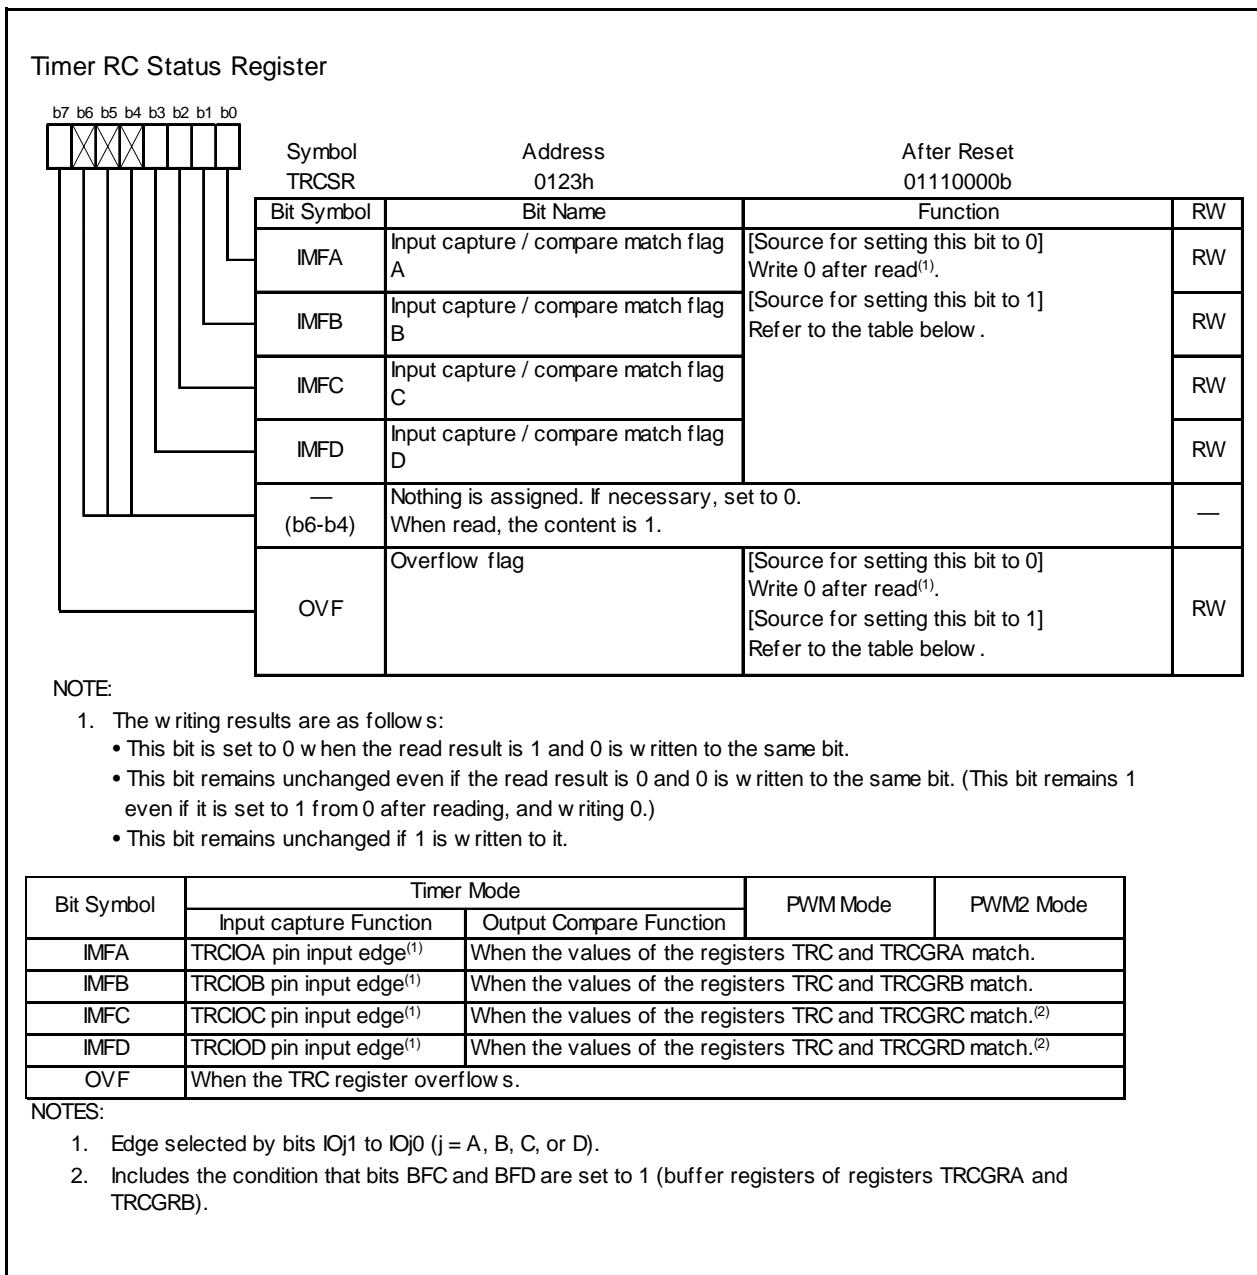 Timer RC Status Register
b7 b6 b5 b4 b3 b2 b1 b0
Symbol Address After Reset
TRCSR 0123h 01110000b
Bit Symbol Bit Name Function RW
IMFA Input capture / compare match flag A [Source for setting this bit to 0] RW
Write 0 after read(1).
IMFB Input capture / compare match flag B [Source for setting this bit to 1] RW
Refer to the table below.
IMFC Input capture / compare match flag C RW
IMFD Input capture / compare match flag D RW
— Nothing is assigned. If necessary, set to 0. —
(b6-b4) When read, the content is 1.
OVF Overflow flag [Source for setting this bit to 0] RW
Write 0 after read(1).
[Source for setting this bit to 1]
Refer to the table below.
NOTE:
1. The writing results are as follows:
• This bit is set to 0 when the read result is 1 and 0 is written to the same bit.
• This bit remains unchanged even if the read result is 0 and 0 is written to the same bit. (This bit remains 1
even if it is set to 1 from 0 after reading, and writing 0.)
• This bit remains unchanged if 1 is written to it.
Bit Symbol Timer Mode PWM Mode PWM2 Mode
Input capture Function Output Compare Function
IMFA TRCIOA pin input edge(1) When the values of the registers TRC and TRCGRA match.
IMFB TRCIOB pin input edge(1) When the values of the registers TRC and TRCGRB match.
IMFC TRCIOC pin input edge(1) When the values of the registers TRC and TRCGRC match.(2)
IMFD TRCIOD pin input edge(1) When the values of the registers TRC and TRCGRD match.(2)
OVF When the TRC register overflows.
NOTES:
1. Edge selected by bits IOj1 to IOj0 (j = A, B, C, or D).
2. Includes the condition that bits BFC and BFD are set to 1 (buffer registers of registers TRCGRA and
TRCGRB).